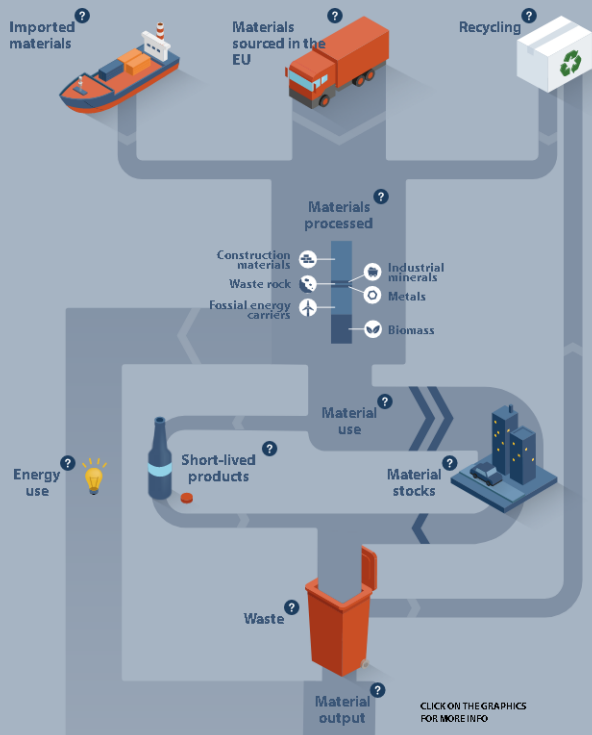 Imported
materials
?
Materials
sourced in the
EU
?
Recycling
?
Materials
processed
?
Construction
materials
Waste rock
Fossial energy
carriers
Industrial
minerals
Metals
Biomass
Material
use
?
Energy
use
?
Short-lived
products
?
Material
stocks
?
Waste
?
Material
output
?
CLICK ON THE GRAPHICS
FOR MORE INFO